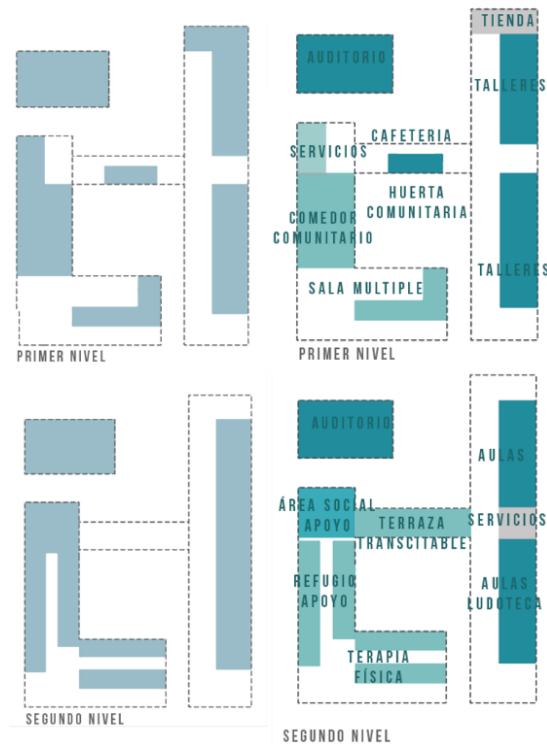 TIENDA
AUDITORIO
TALLERES
CAFETERIA
SERVICIOS
HUERTA
COMUNITARIA
COMEDOR
COMUNITARIO
TALLERES
SALA MULTIPLE
PRIMER NIVEL
PRIMER NIVEL
AUDITORIO
AULAS
ÁREA SOCIAL
APOYO
TERRAZA
TRANSCITABLE
SERVICIOS
REFUGIO
APOYO
AULAS
LUDOTECA
TERAPIA
FÍSICA
SEGUNDO NIVEL
SEGUNDO NIVEL